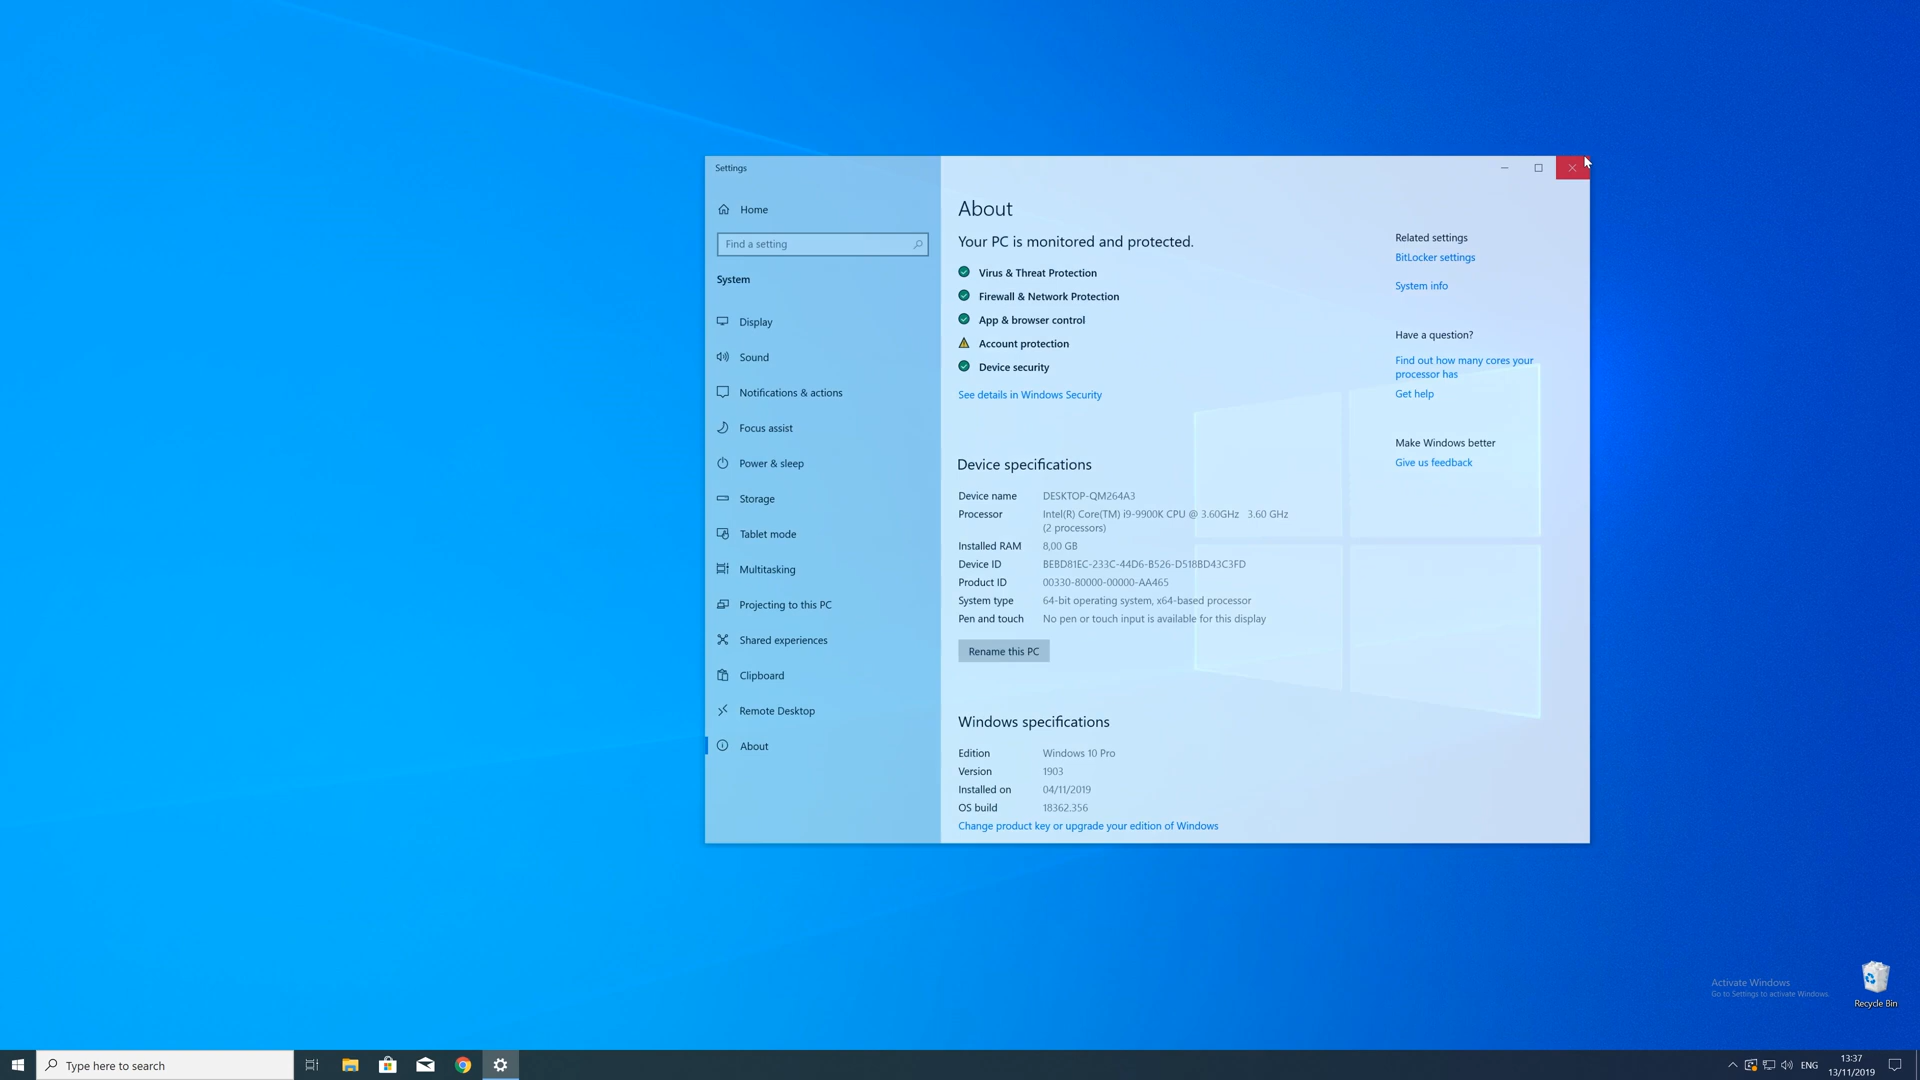 Settings
Home
Find a setting
System
Display
Sound
Notifications & actions
Focus assist
Power & sleep
Storage
Tablet mode
Multitasking
Projecting to this PC
Shared experiences
Clipboard
Remote Desktop
About
About
Your PC is monitored and protected.
Virus & Threat Protection
Firewall & Network Protection
App & browser control
Account protection
Device security
See details in Windows Security
Device specifications
Device name DESKTOP-QM264A3
Processor Intel(R) Core(TM) i9-9900K CPU @ 3.60GHz 3.60 GHz
(2 processors)
Installed RAM 8,00 GB
Device ID BEBD81EC-233C-44D6-B526-D518BD43C3FD
Product ID 00330-80000-00000-AA465
System type 64-bit operating system, x64-based processor
Pen and touch No pen or touch input is available for this display
Rename this PC
Windows specifications
Edition Windows 10 Pro
Version 1903
Installed on 04/11/2019
OS build 18362.356
Change product key or upgrade your edition of Windows
Related settings
BitLocker settings
System info
Have a question?
Find out how many cores your
processor has
Get help
Make Windows better
Give us feedback
Activate Windows
Go to Settings to activate Windows.
Recycle Bin
Type here to search
ENG
13:37
13/11/2019